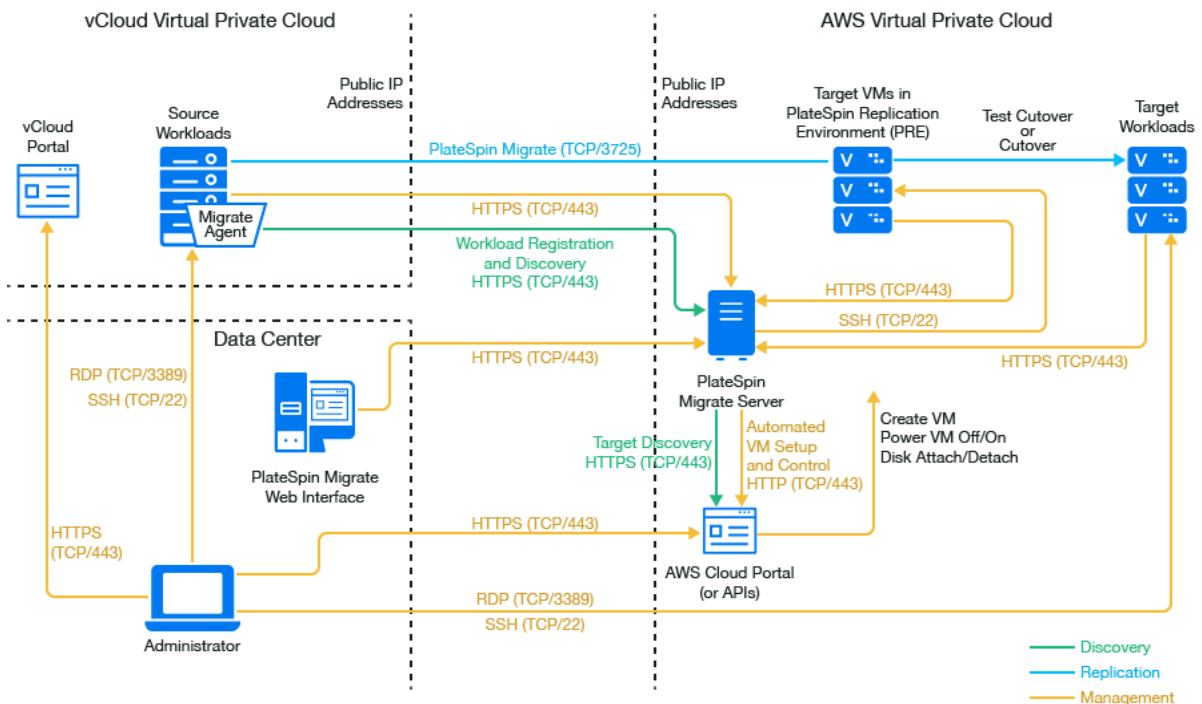 vCloud Virtual Private Cloud
AWS Virtual Private Cloud
Public IP
Addresses
Public IP
Addresses
vCloud
Portal
Source
Workloads
Migrate
Agent
Target VMs in
PlateSpin Replication
Environment (PRE)
Test Cutover
or
Cutover
Target
Workloads
PlateSpin Migrate (TCP/3725)
HTTPS (TCP/443)
Workload Registration
and Discovery
HTTPS (TCP/443)
HTTPS (TCP/443)
SSH (TCP/22)
HTTPS (TCP/443)
Data Center
HTTPS (TCP/443)
RDP (TCP/3389)
SSH (TCP/22)
PlateSpin Migrate
Web Interface
PlateSpin
Migrate Server
Target Discovery
HTTPS (TCP/443)
Automated
VM Setup
and Control
HTTP (TCP/443)
Create VM
Power VM Off/On
Disk Attach/Detach
HTTPS
(TCP/443)
HTTPS (TCP/443)
AWS Cloud Portal
(or APIs)
RDP (TCP/3389)
SSH (TCP/22)
Administrator
Discovery
Replication
Management
V
V
V
V
V
V